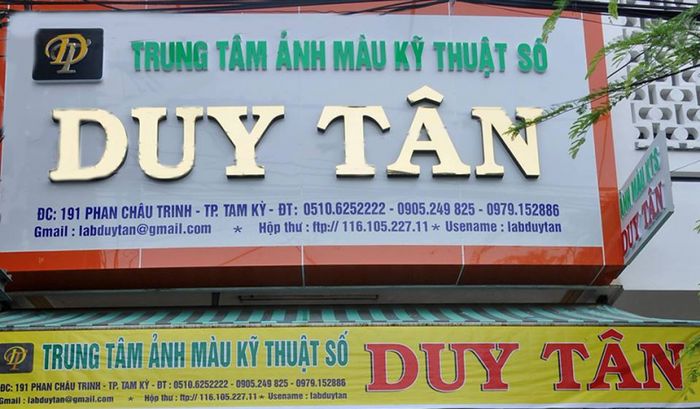 TRUNG TÂM ẢNH MÀU KỸ THUẬT SỐ
DUY TÂN
ĐC: 191 PHAN CHÂU TRINH - TP. TAM KỲ - ĐT: 0510.6252222 - 0905.249 825 - 0979.152886
Gmail : labduytan@gmail.com * Hộp thư : ftp:// 116.105.227.11 * Usename : labduytan
ẢNH MÀU KTS
DUY TÂN
TRUNG TÂM ẢNH MÀU KỸ THUẬT SỐ
DUY TÂN
ĐC: 191 PHAN CHÂU TRINH - TP. TAM KỲ - ĐT: 0510.6252222 - 0905.249 825 - 0979.152886
Gmail : labduytan@gmail.com * Hộp thư : ftp:// 116.105.227.11 * Usename : labduytan